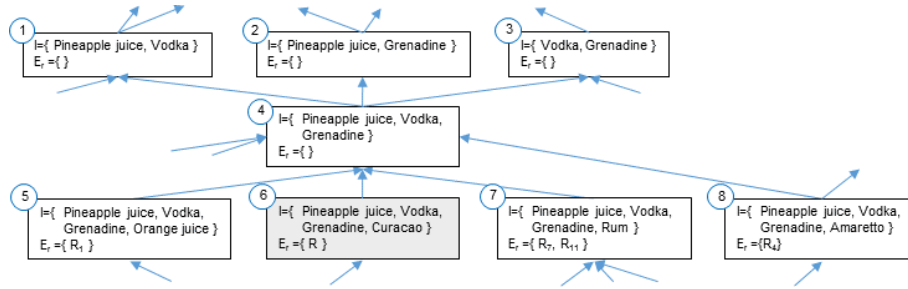 1
I={ Pineapple juice, Vodka }
Er ={ }
2
I={ Pineapple juice, Grenadine }
Er ={ }
3
I={ Vodka, Grenadine }
Er ={ }
4
I={ Pineapple juice, Vodka,
Grenadine }
Er ={ }
5
I={ Pineapple juice, Vodka,
Grenadine, Orange juice }
Er ={ R1 }
6
I={ Pineapple juice, Vodka,
Grenadine, Curacao }
Er ={ R }
7
I={ Pineapple juice, Vodka,
Grenadine, Rum }
Er ={ R7, R11 }
8
I={ Pineapple juice, Vodka,
Grenadine, Amaretto }
Er ={R4}